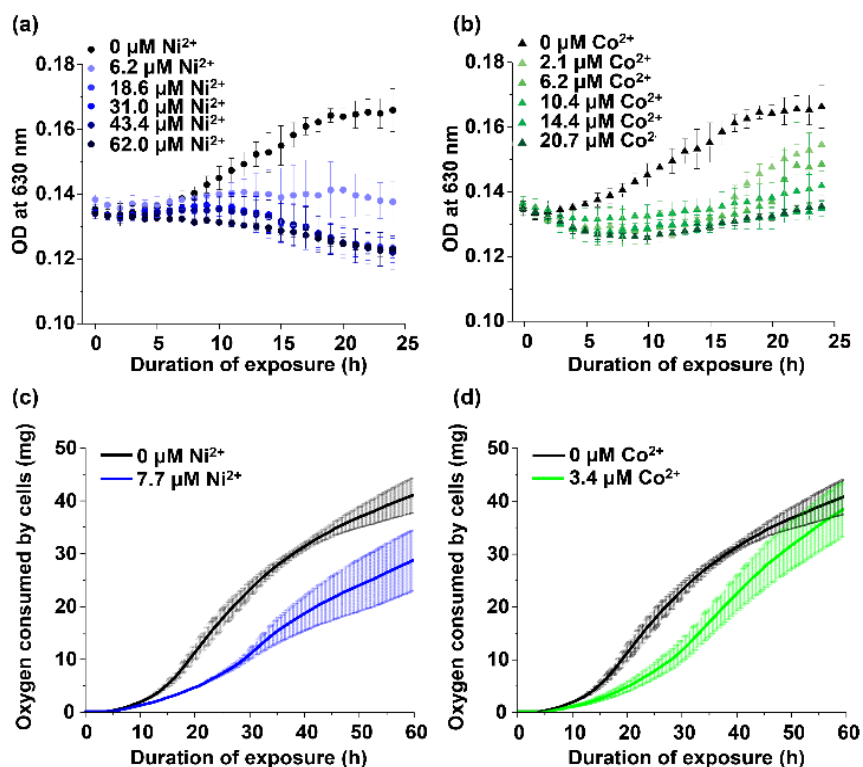 (a)
0 µM Ni²⁺
6.2 µM Ni²⁺
18.6 µM Ni²⁺
31.0 µM Ni²⁺
43.4 µM Ni²⁺
62.0 µM Ni²⁺
OD at 630 nm
0.18
0.16
0.14
0.12
0.10
0 5 10 15 20 25
Duration of exposure (h)
(b)
0 µM Co²⁺
2.1 µM Co²⁺
6.2 µM Co²⁺
10.4 µM Co²⁺
14.4 µM Co²⁺
20.7 µM Co²
OD at 630 nm
0.18
0.16
0.14
0.12
0.10
0 5 10 15 20 25
Duration of exposure (h)
(c)
0 µM Ni²⁺
7.7 µM Ni²⁺
Oxygen consumed by cells (mg)
50
40
30
20
10
0
0 10 20 30 40 50 60
Duration of exposure (h)
(d)
0 µM Co²⁺
3.4 µM Co²⁺
Oxygen consumed by cells (mg)
50
40
30
20
10
0
0 10 20 30 40 50 60
Duration of exposure (h)